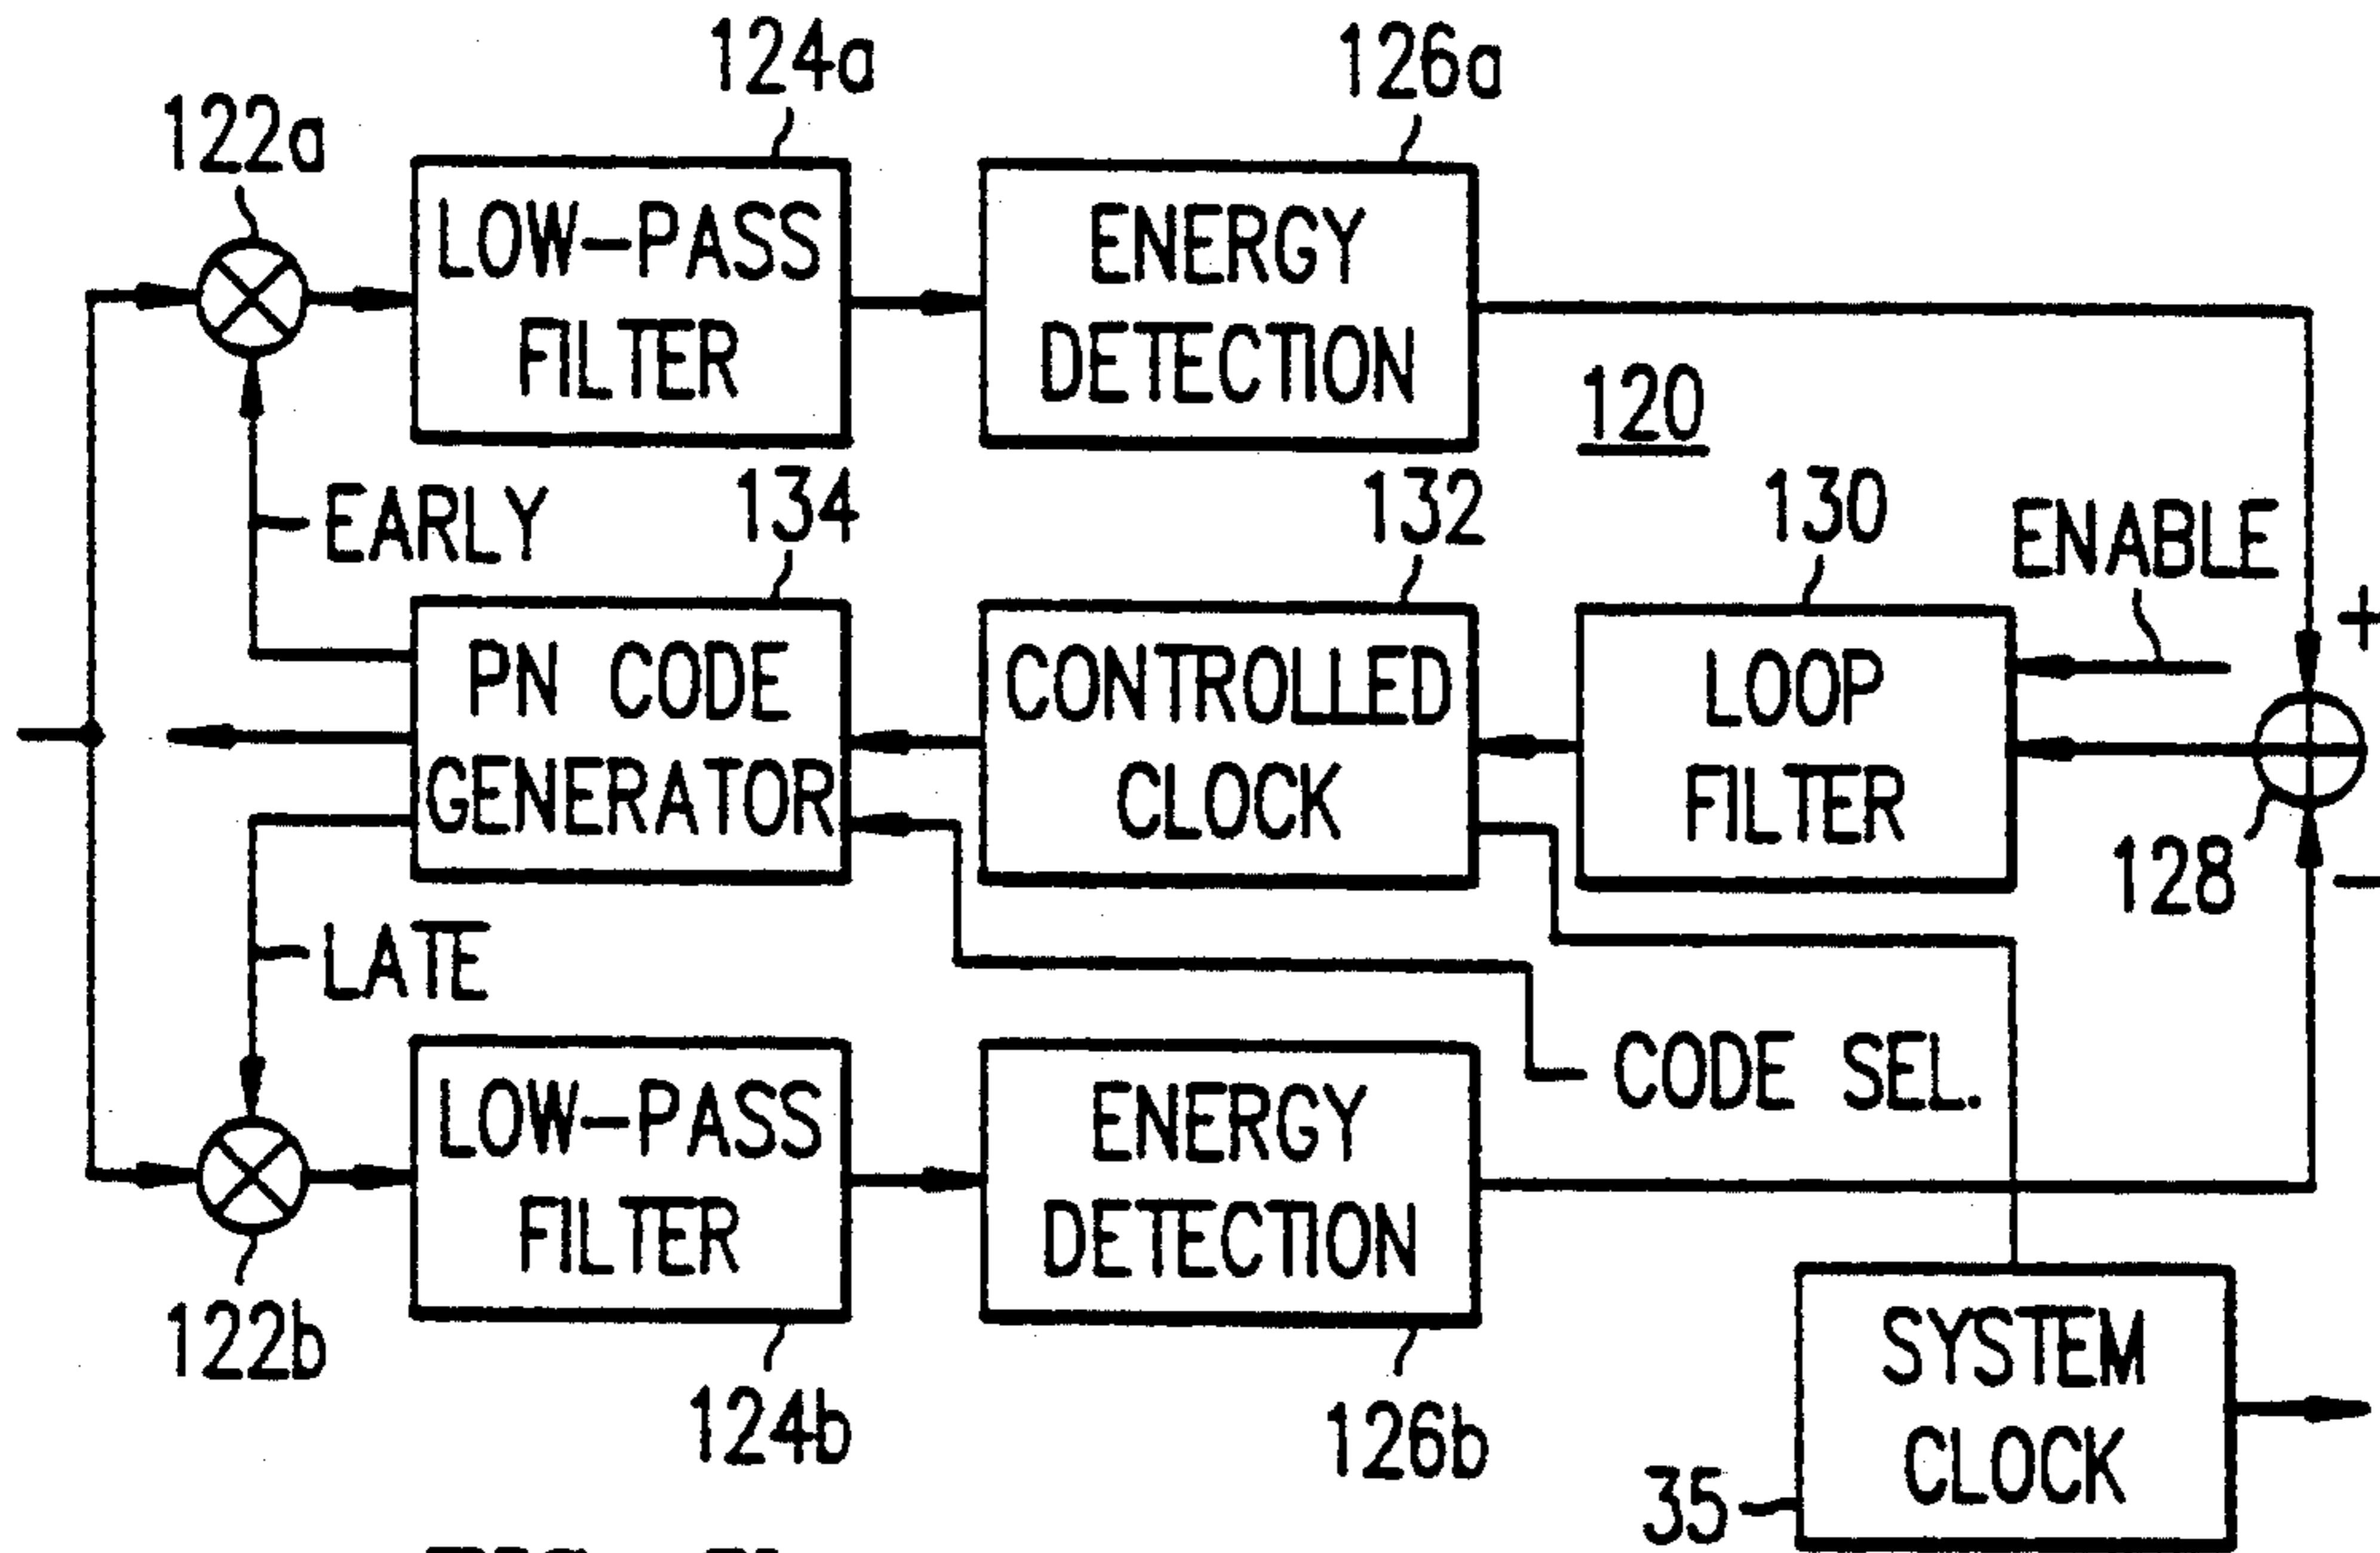 124a
126a
122a
LOW-PASS
FILTER
ENERGY
DETECTION
120
EARLY
134
132
130
ENABLE
+
PN CODE
GENERATOR
CONTROLLED
CLOCK
LOOP
FILTER
128
-
LATE
CODE SEL.
LOW-PASS
FILTER
ENERGY
DETECTION
122b
124b
126b
SYSTEM
CLOCK
35